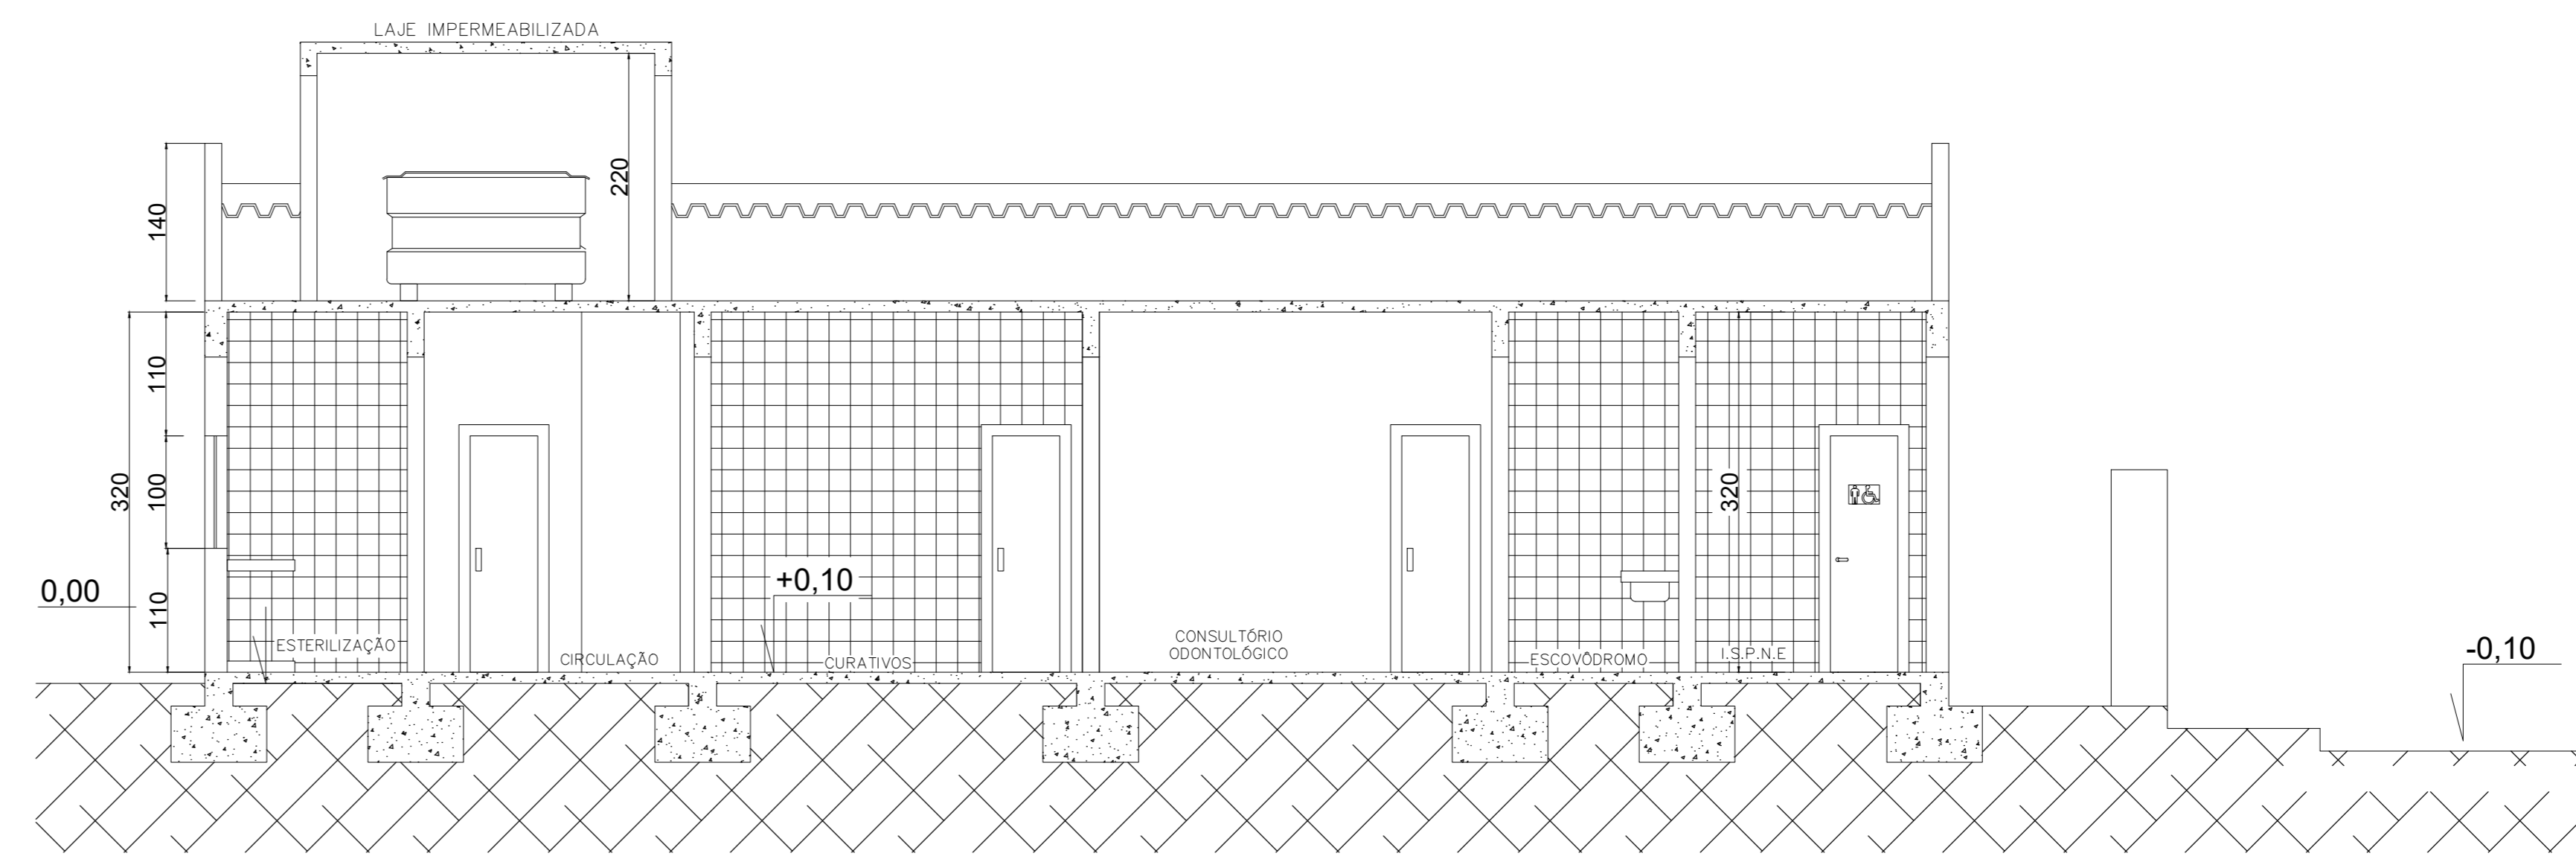 LAJE IMPERMEABILIZADA
220
140
110
320
100
320
+0,10
0,00
110
-0,10
ESTERILIZAÇÃO
CIRCULAÇÃO
CURATIVOS
CONSULTÓRIO
ODONTOLÓGICO
ESCOVÔDROMO
I.S.P.N.E